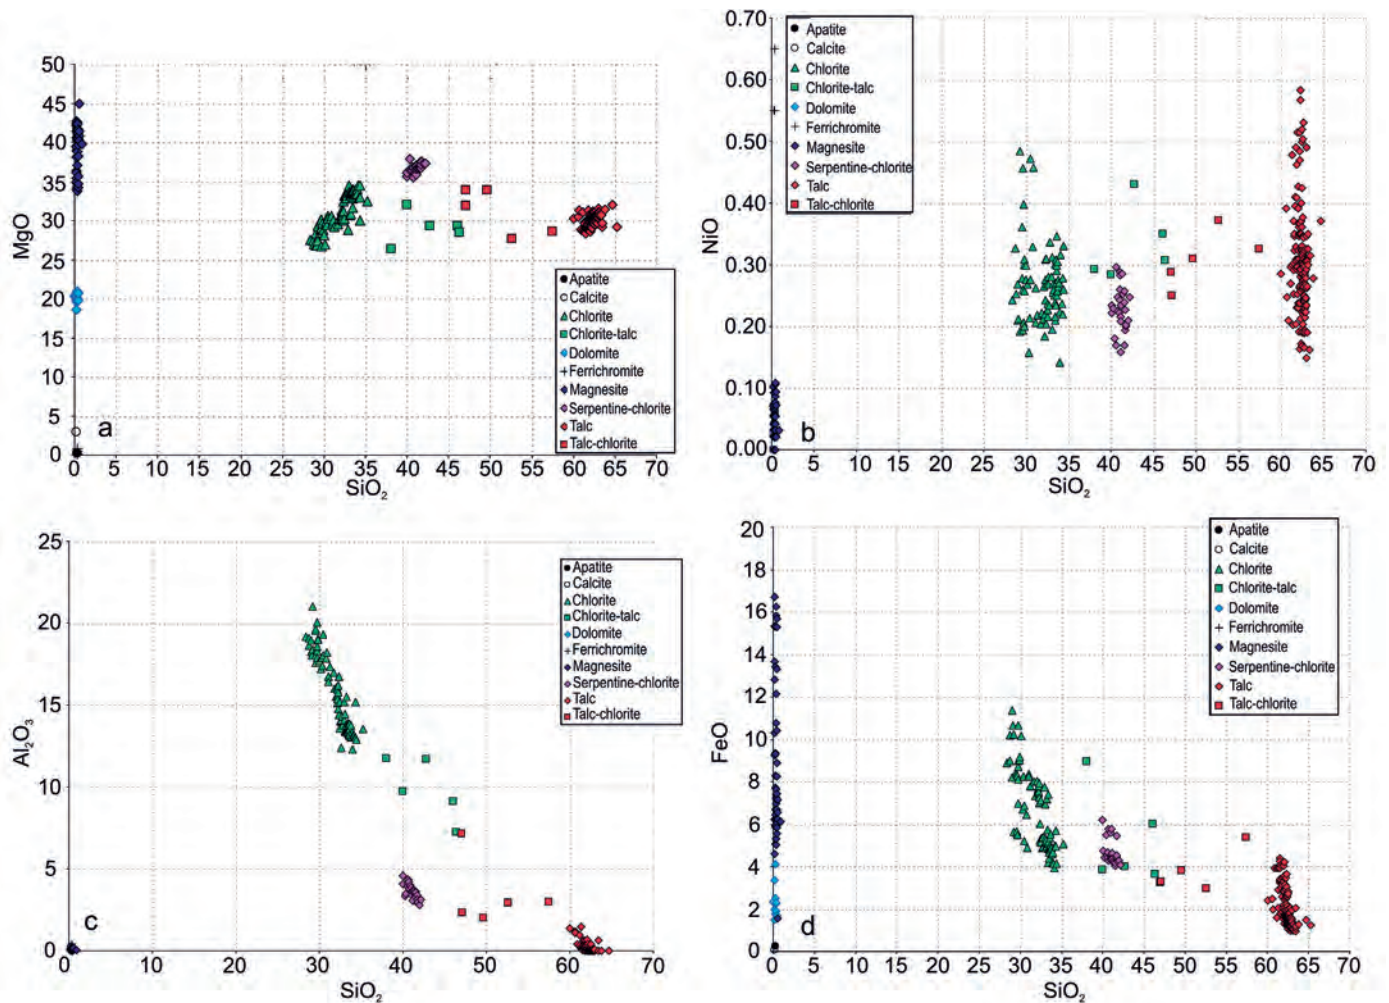 50
45
40
35
30
25
20
15
10
5
0
MgO
a
0 5 10 15 20 25 30 35 40 45 50 55 60 65 70
SiO₂
Apatite
Calcite
Chlorite
Chlorite-talc
Dolomite
Ferrichromite
Magnesite
Serpentine-chlorite
Talc
Talc-chlorite
0.70
0.60
0.50
0.40
0.30
0.20
0.10
0.00
NiO
b
0 5 10 15 20 25 30 35 40 45 50 55 60 65 70
SiO₂
Apatite
Calcite
Chlorite
Chlorite-talc
Dolomite
Ferrichromite
Magnesite
Serpentine-chlorite
Talc
Talc-chlorite
25
20
15
10
5
0
Al₂O₃
c
0 10 20 30 40 50 60 70
SiO₂
Apatite
Calcite
Chlorite
Chlorite-talc
Dolomite
Ferrichromite
Magnesite
Serpentine-chlorite
Talc
Talc-chlorite
20
18
16
14
12
10
8
6
4
2
0
FeO
d
0 5 10 15 20 25 30 35 40 45 50 55 60 65 70
SiO₂
Apatite
Calcite
Chlorite
Chlorite-talc
Dolomite
Ferrichromite
Magnesite
Serpentine-chlorite
Talc
Talc-chlorite